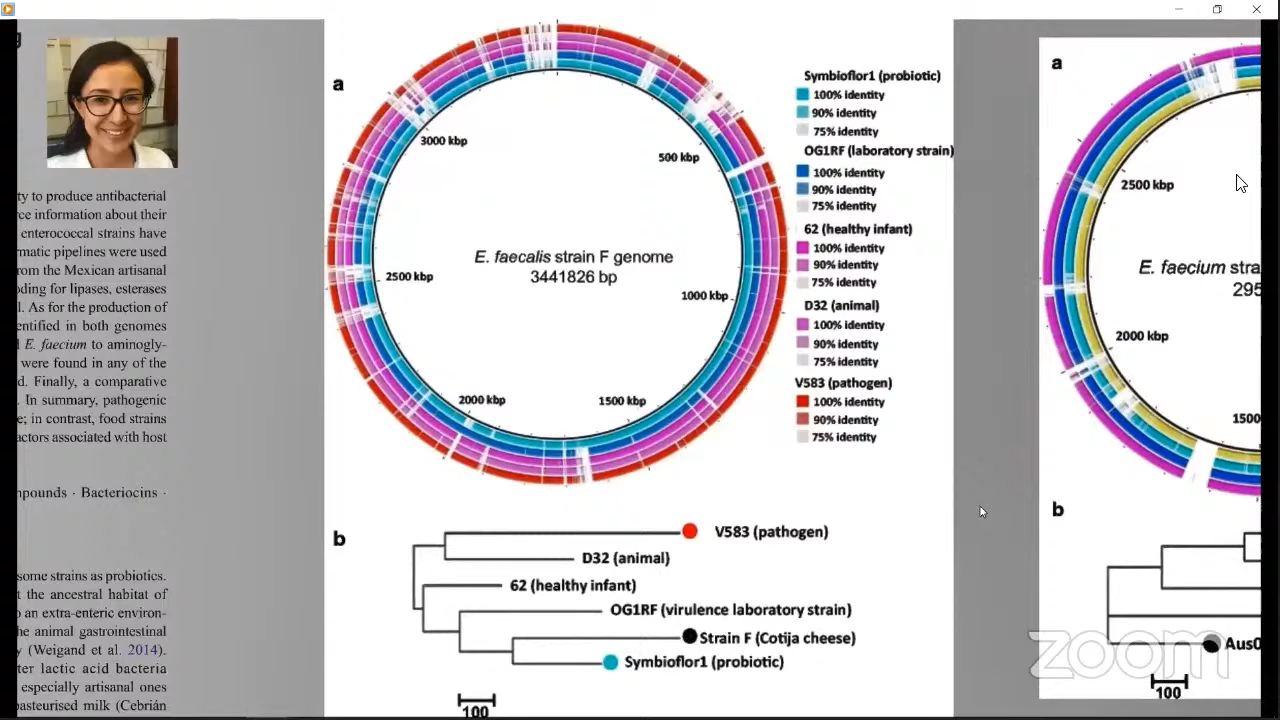 g
ty to produce antibacterial
rce information about their
enterococcal strains have
rmatic pipelines were used
rom the Mexican artisanal
oding for lipases, esterases
l. As for the production of
entified in both genomes
E. faecium to aminogly-
were found in any of the
d. Finally, a comparative
. In summary, pathogenic
e; in contrast, food strains
actors associated with host
npounds · Bacteriocins ·
some strains as probiotics.
t the ancestral habitat of
o an extra-enteric environ-
he animal gastrointestinal
y (Weigand et al. 2014).
ter lactic acid bacteria
especially artisanal ones
pasteurised milk (Cebrián
a
3000 kbp
500 kbp
E. faecalis strain F genome
3441826 bp
2500 kbp
1000 kbp
2000 kbp
1500 kbp
Symbioflor1 (probiotic)
100% identity
90% identity
75% identity
OG1RF (laboratory strain)
100% identity
90% identity
75% identity
62 (healthy infant)
100% identity
90% identity
75% identity
D32 (animal)
100% identity
90% identity
75% identity
V583 (pathogen)
100% identity
90% identity
75% identity
b
V583 (pathogen)
D32 (animal)
62 (healthy infant)
OG1RF (virulence laboratory strain)
Strain F (Cotija cheese)
Symbioflor1 (probiotic)
100
a
2500 kbp
E. faecium stra
295
2000 kbp
1500
b
Aus0
100
zoom